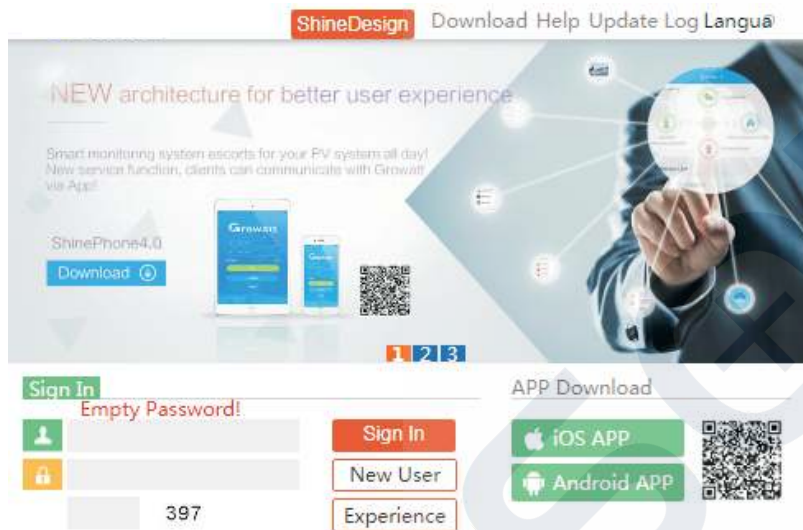 ShineDesign Download Help Update Log Langua
NEW architecture for better user experience
Smart monitoring system escorts for your PV system all day!
New service function, clients can communicate with Growatt
via App!
Growatt
ShinePhone4.0
Download
1 2 3
Sign In
APP Download
Empty Password!
Sign In
iOS APP
New User
Android APP
397
Experience